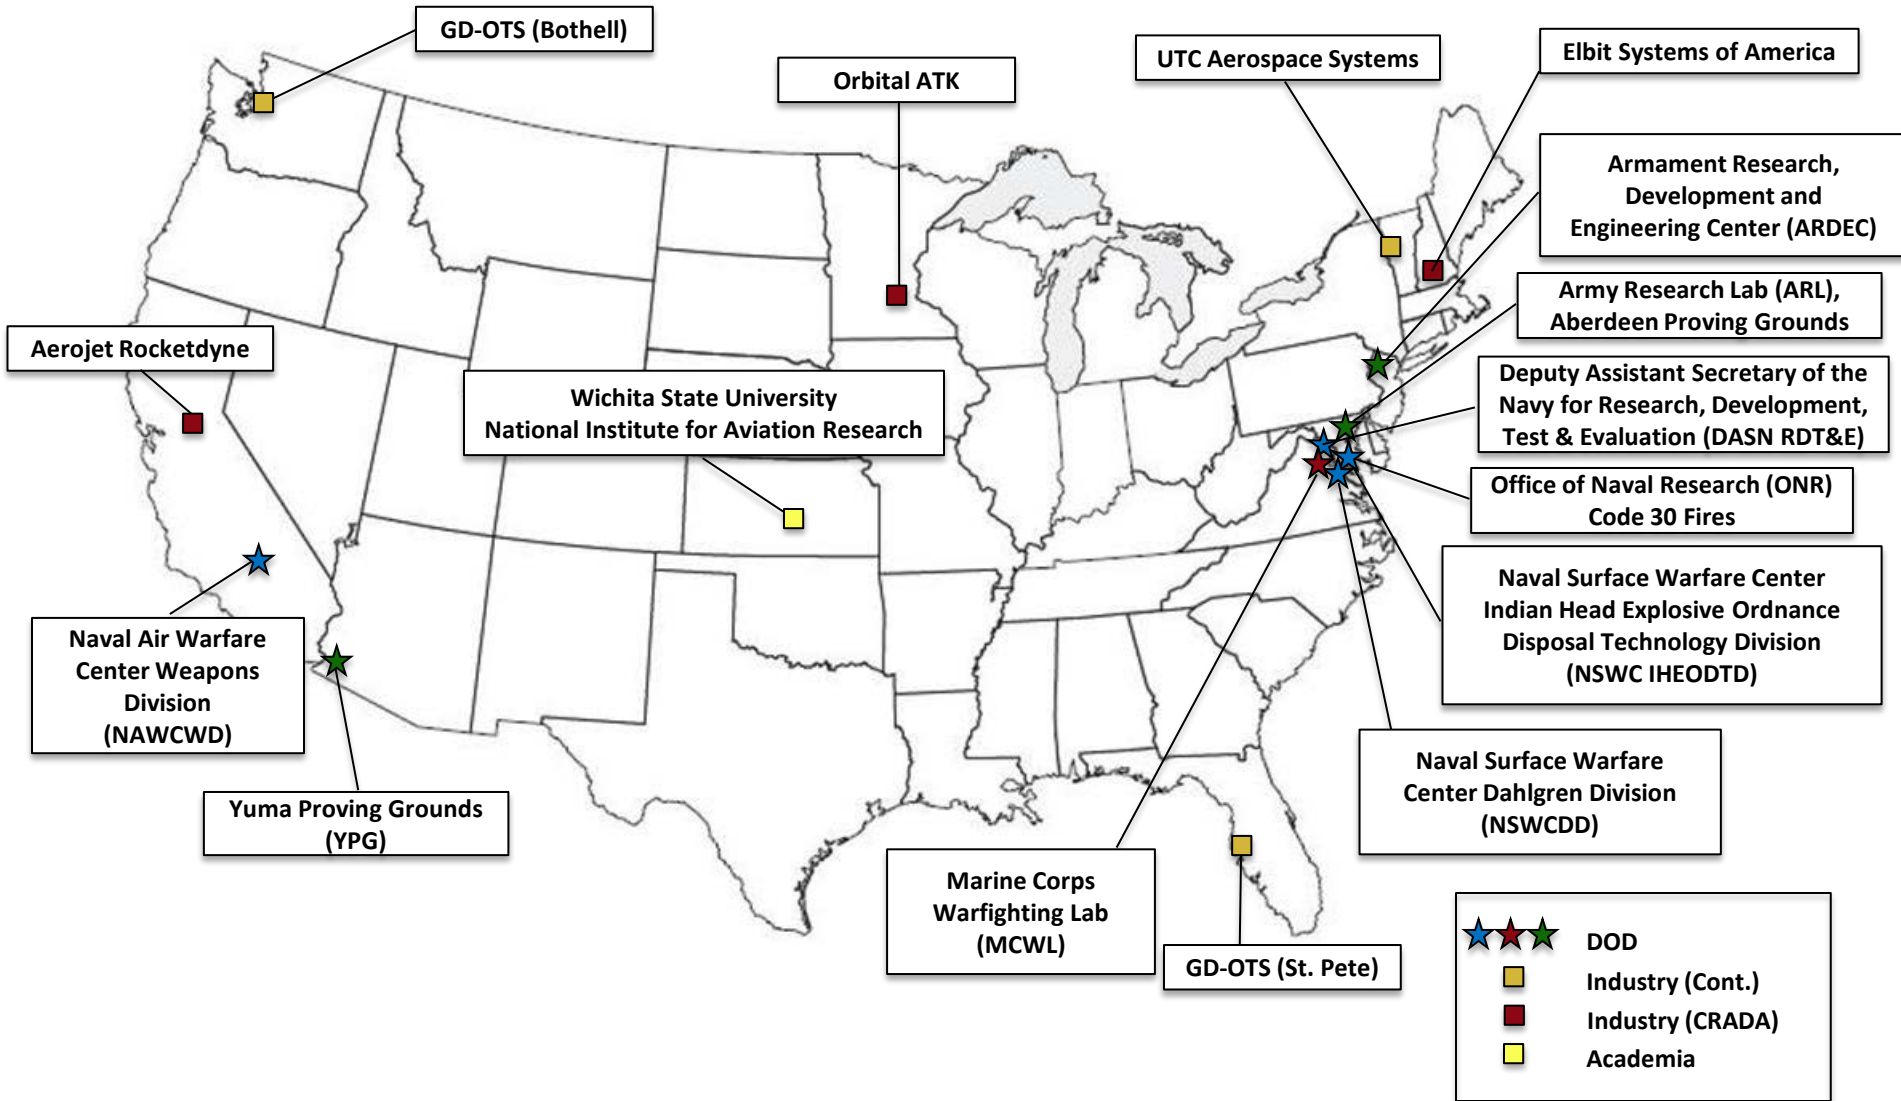 GD-OTS (Bothell)
Orbital ATK
UTC Aerospace Systems
Elbit Systems of America
Armament Research,
Development and
Engineering Center (ARDEC)
Army Research Lab (ARL),
Aberdeen Proving Grounds
Aerojet Rocketdyne
Wichita State University
National Institute for Aviation Research
Deputy Assistant Secretary of the
Navy for Research, Development,
Test & Evaluation (DASN RDT&E)
Office of Naval Research (ONR)
Code 30 Fires
Naval Surface Warfare Center
Indian Head Explosive Ordnance
Disposal Technology Division
(NSWC IHEODTD)
Naval Air Warfare
Center Weapons
Division
(NAWCWD)
Yuma Proving Grounds
(YPG)
Naval Surface Warfare
Center Dahlgren Division
(NSWCDD)
Marine Corps
Warfighting Lab
(MCWL)
GD-OTS (St. Pete)
DOD
Industry (Cont.)
Industry (CRADA)
Academia